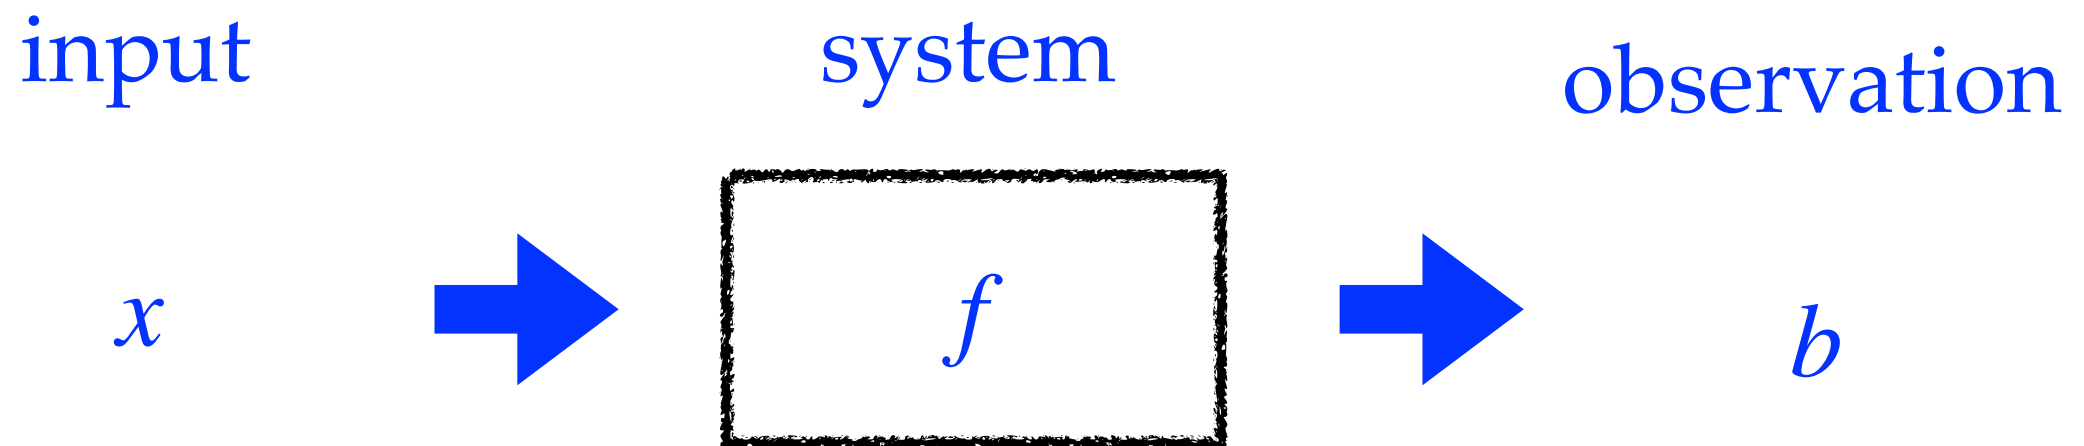 input
system
observation
x
f
b